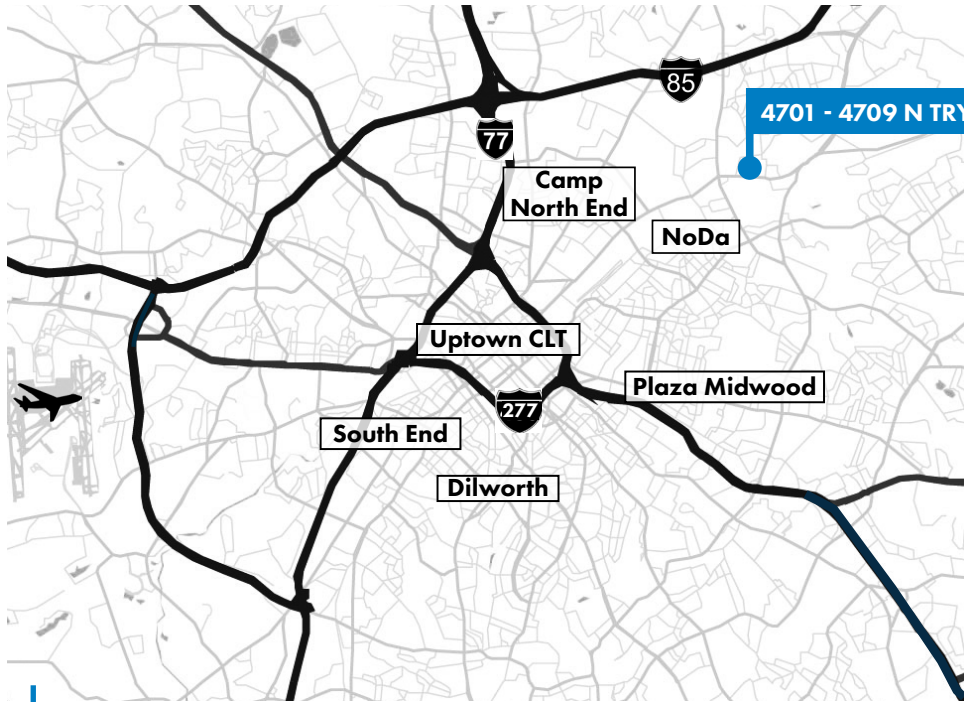 85
4701 - 4709 N TRY
77
Camp
North End
NoDa
Uptown CLT
Plaza Midwood
277
South End
Dilworth